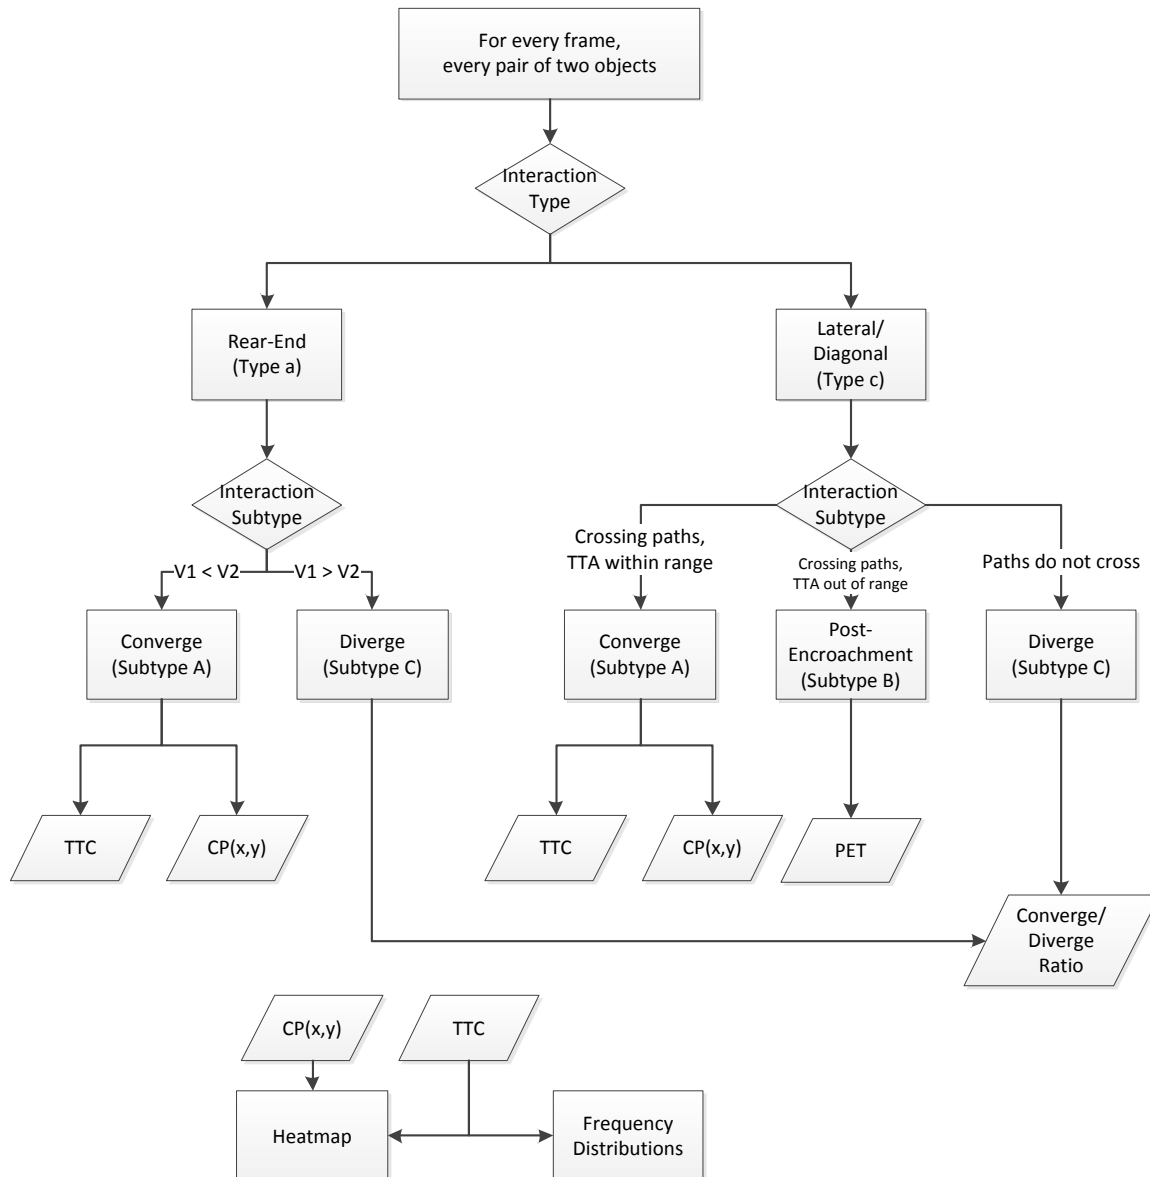 For every frame,
every pair of two objects
Interaction
Type
Rear-End
(Type a)
Lateral/
Diagonal
(Type c)
Interaction
Subtype
Interaction
Subtype
V1 < V2
V1 > V2
Crossing paths,
TTA within range
Crossing paths,
TTA out of range
Paths do not cross
Converge
(Subtype A)
Diverge
(Subtype C)
Converge
(Subtype A)
Post-
Encroachment
(Subtype B)
Diverge
(Subtype C)
TTC
CP(x,y)
TTC
CP(x,y)
PET
Converge/
Diverge
Ratio
CP(x,y)
TTC
Heatmap
Frequency
Distributions